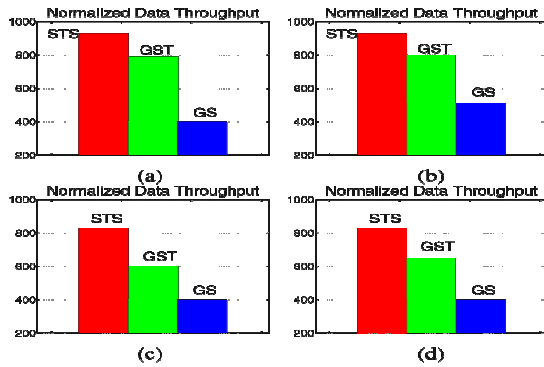 Normalized Data Throughput
1000
800
600
400
200
STS
GST
GS
(a)
Normalized Data Throughput
1000
800
600
400
200
STS
GST
GS
(b)
Normalized Data Throughput
1000
800
600
400
200
STS
GST
GS
(c)
Normalized Data Throughput
1000
800
600
400
200
STS
GST
GS
(d)